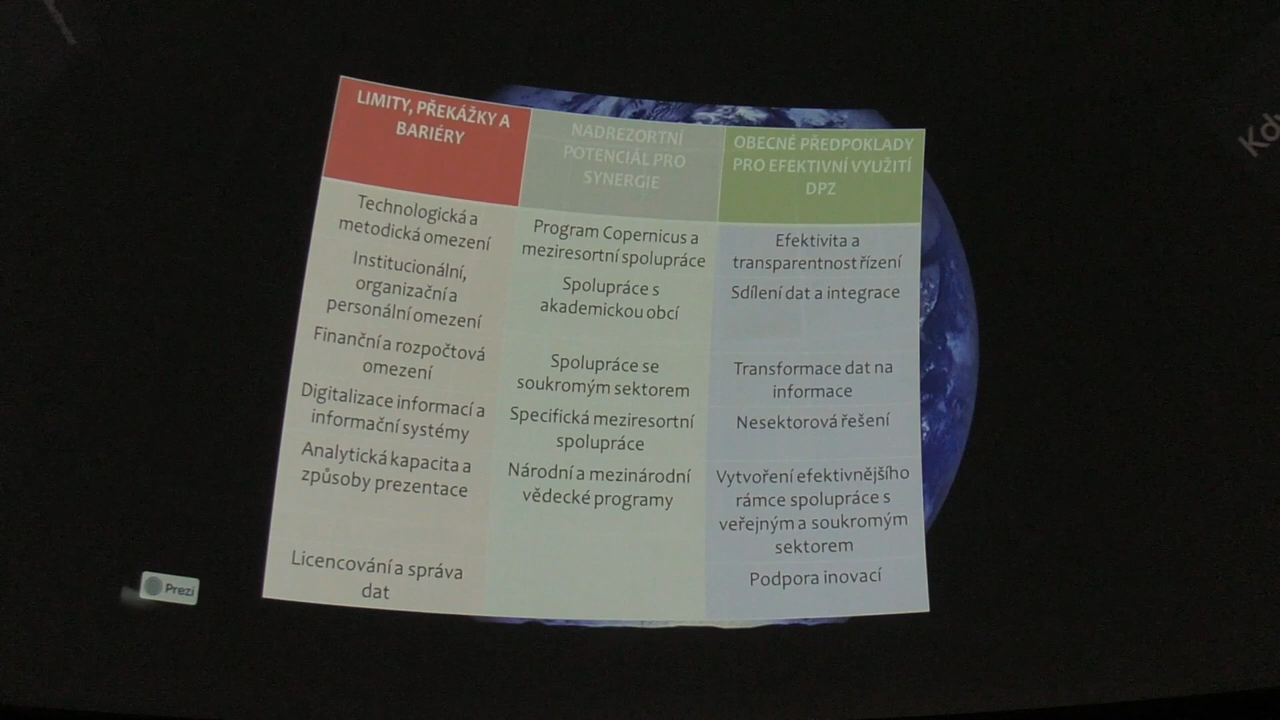 LIMITY, PŘEKÁŽKY A
BARIÉRY
Technologická a
metodická omezení
Institucionální,
organizační a
personální omezení
Finanční a rozpočtová
omezení
Digitalizace informací a
informační systémy
Analytická kapacita a
způsoby prezentace
Licencování a správa
dat
NADREZORTNÍ
POTENCIÁL PRO
SYNERGIE
Program Copernicus a
meziresortní spolupráce
Spolupráce s
akademickou obcí
Spolupráce se
soukromým sektorem
Specifická meziresortní
spolupráce
Národní a mezinárodní
vědecké programy
OBECNÉ PŘEDPOKLADY
PRO EFEKTIVNÍ VYUŽITÍ
DPZ
Efektivita a
transparentnost řízení
Sdílení dat a integrace
Transformace dat na
informace
Nesektorová řešení
Vytvoření efektivnějšího
rámce spolupráce s
veřejným a soukromým
sektorem
Podpora inovací
Prezi